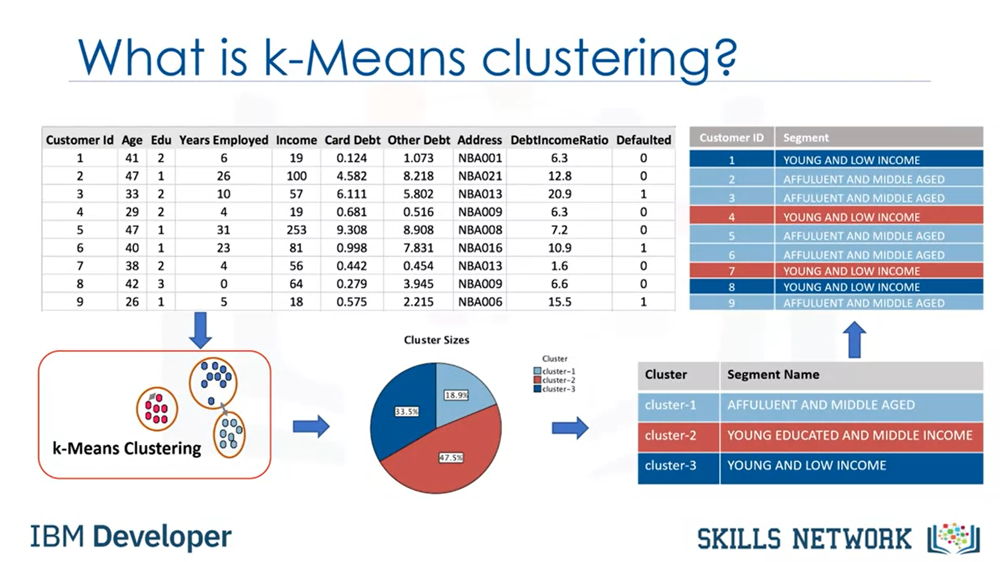 What is k-Means clustering?
Customer Id Age Edu Years Employed Income Card Debt Other Debt Address DebtIncomeRatio Defaulted
1 41 2 6 19 0.124 1.073 NBA001 6.3 0
2 47 1 26 100 4.582 8.218 NBA021 12.8 0
3 33 2 10 57 6.111 5.802 NBA013 20.9 1
4 29 2 4 19 0.681 0.516 NBA009 6.3 0
5 47 1 31 253 9.308 8.908 NBA008 7.2 0
6 40 1 23 81 0.998 7.831 NBA016 10.9 1
7 38 2 4 56 0.442 0.454 NBA013 1.6 0
8 42 3 0 64 0.279 3.945 NBA009 6.6 0
9 26 1 5 18 0.575 2.215 NBA006 15.5 1
Customer ID Segment
1 YOUNG AND LOW INCOME
2 AFFULUENT AND MIDDLE AGED
3 AFFULUENT AND MIDDLE AGED
4 YOUNG AND LOW INCOME
5 AFFULUENT AND MIDDLE AGED
6 AFFULUENT AND MIDDLE AGED
7 YOUNG AND LOW INCOME
8 YOUNG AND LOW INCOME
9 AFFULUENT AND MIDDLE AGED
k-Means Clustering
Cluster Sizes
18.9%
33.5%
47.5%
Cluster
cluster-1
cluster-2
cluster-3
Cluster Segment Name
cluster-1 AFFULUENT AND MIDDLE AGED
cluster-2 YOUNG EDUCATED AND MIDDLE INCOME
cluster-3 YOUNG AND LOW INCOME
IBM Developer
SKILLS NETWORK